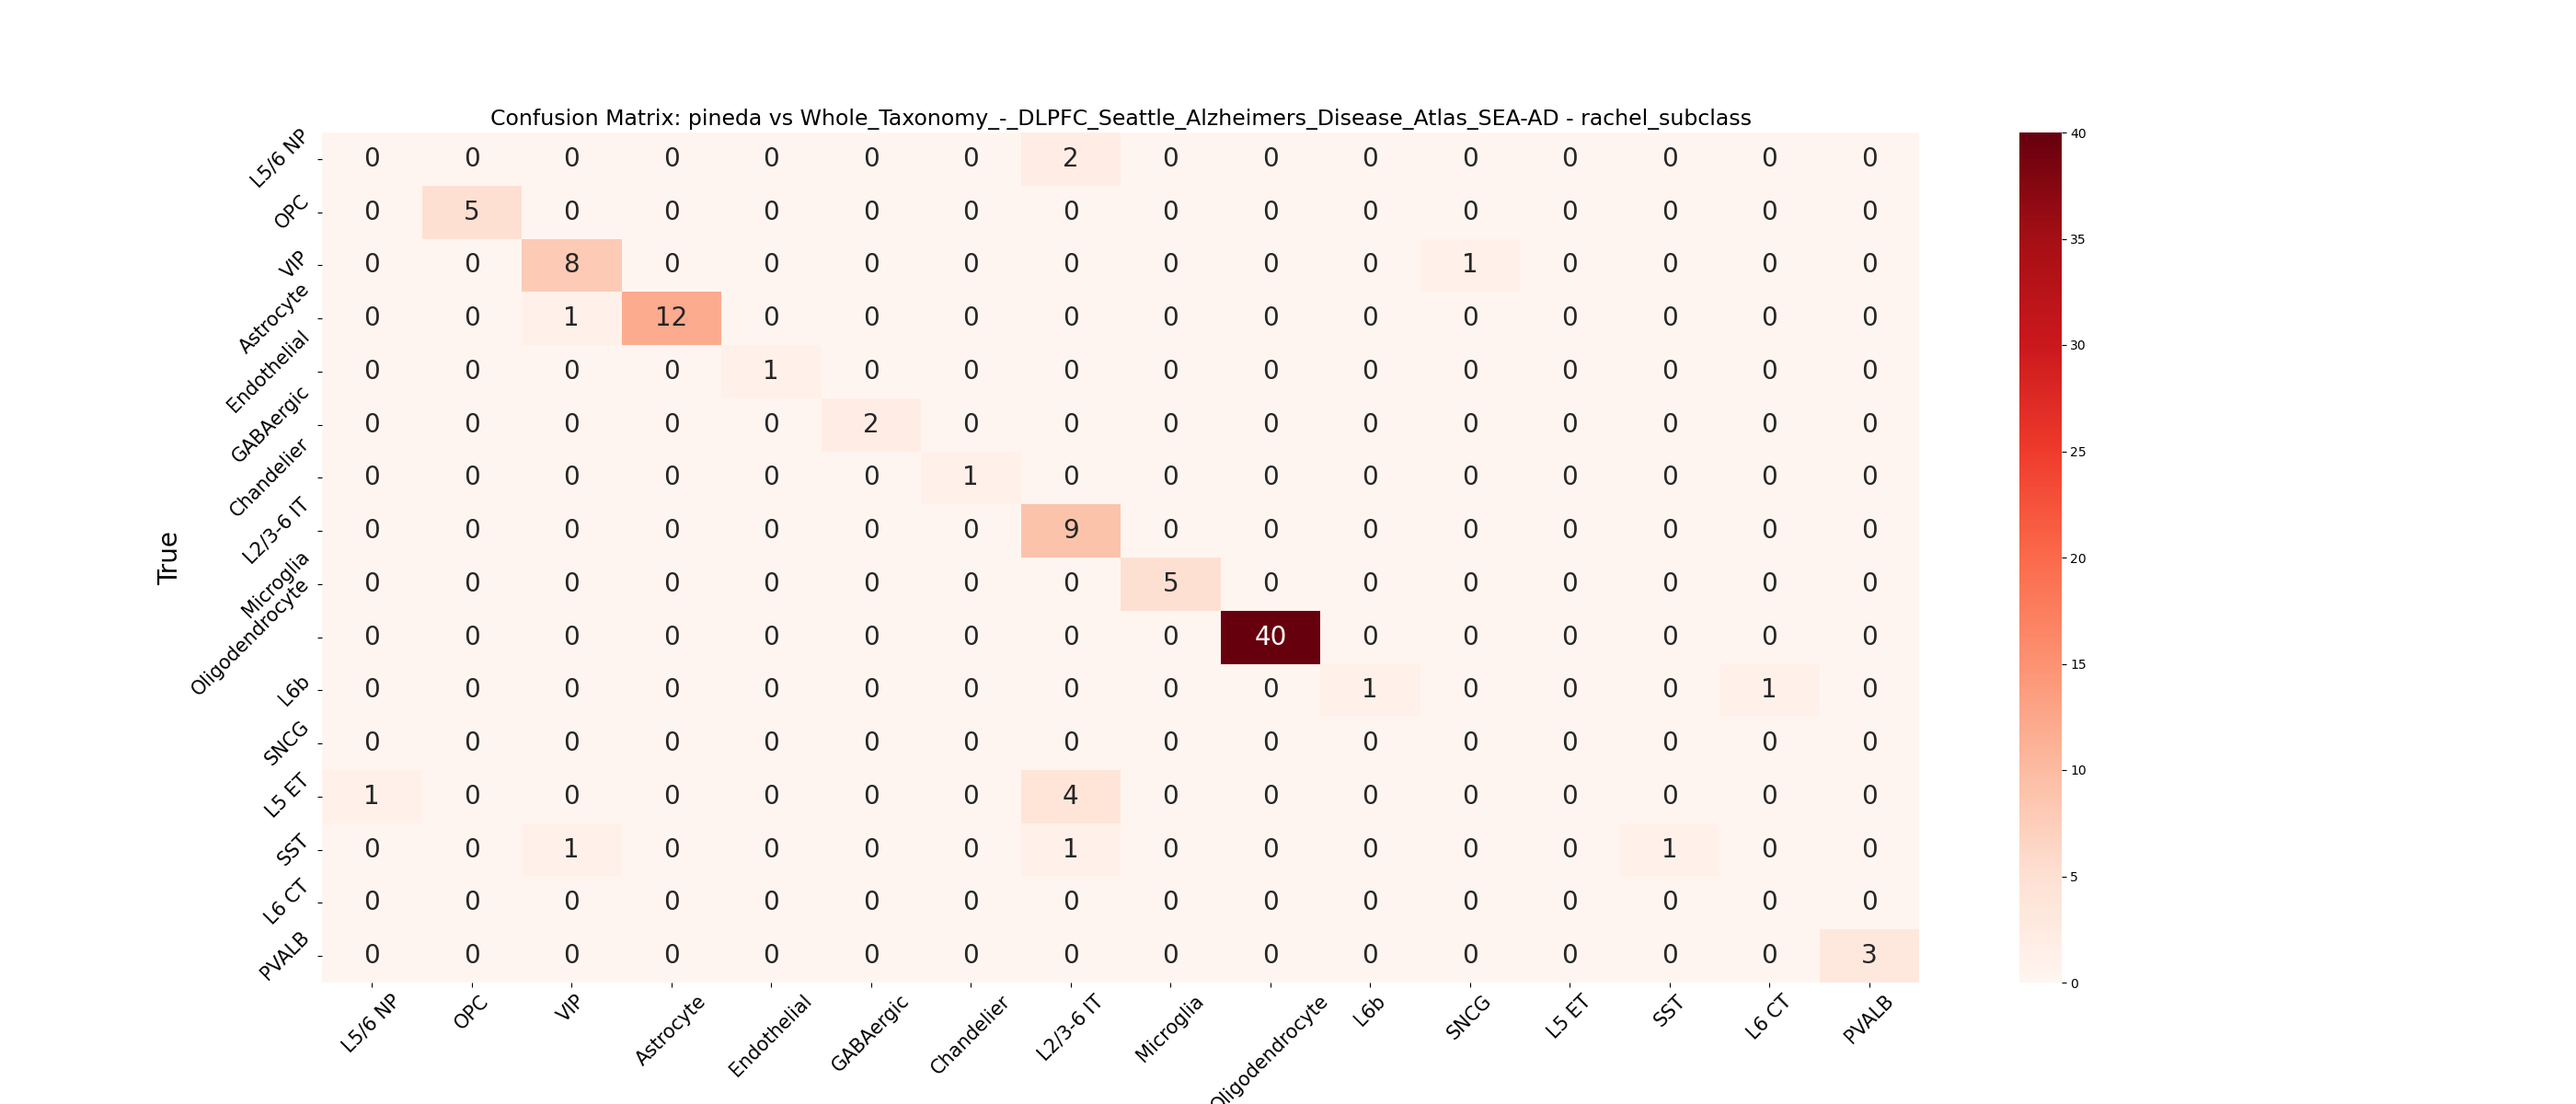 Confusion Matrix: pineda vs Whole_Taxonomy_-_DLPFC_Seattle_Alzheimers_Disease_Atlas_SEA-AD - rachel_subclass
True
L5/6 NP 0 0 0 0 0 0 0 2 0 0 0 0 0 0 0 0
OPC 0 5 0 0 0 0 0 0 0 0 0 0 0 0 0 0
VIP 0 0 8 0 0 0 0 0 0 0 0 1 0 0 0 0
Astrocyte 0 0 1 12 0 0 0 0 0 0 0 0 0 0 0 0
Endothelial 0 0 0 0 1 0 0 0 0 0 0 0 0 0 0 0
GABAergic 0 0 0 0 0 2 0 0 0 0 0 0 0 0 0 0
Chandelier 0 0 0 0 0 0 1 0 0 0 0 0 0 0 0 0
L2/3-6 IT 0 0 0 0 0 0 0 9 0 0 0 0 0 0 0 0
Microglia 0 0 0 0 0 0 0 0 5 0 0 0 0 0 0 0
Oligodendrocyte 0 0 0 0 0 0 0 0 0 40 0 0 0 0 0 0
L6b 0 0 0 0 0 0 0 0 0 0 1 0 0 0 1 0
SNCG 0 0 0 0 0 0 0 0 0 0 0 0 0 0 0 0
L5 ET 1 0 0 0 0 0 0 4 0 0 0 0 0 0 0 0
SST 0 0 1 0 0 0 0 1 0 0 0 0 0 1 0 0
L6 CT 0 0 0 0 0 0 0 0 0 0 0 0 0 0 0 0
PVALB 0 0 0 0 0 0 0 0 0 0 0 0 0 0 0 3
L5/6 NP OPC VIP Astrocyte Endothelial GABAergic Chandelier L2/3-6 IT Microglia Oligodendrocyte L6b SNCG L5 ET SST L6 CT PVALB
40
35
30
25
20
15
10
5
0